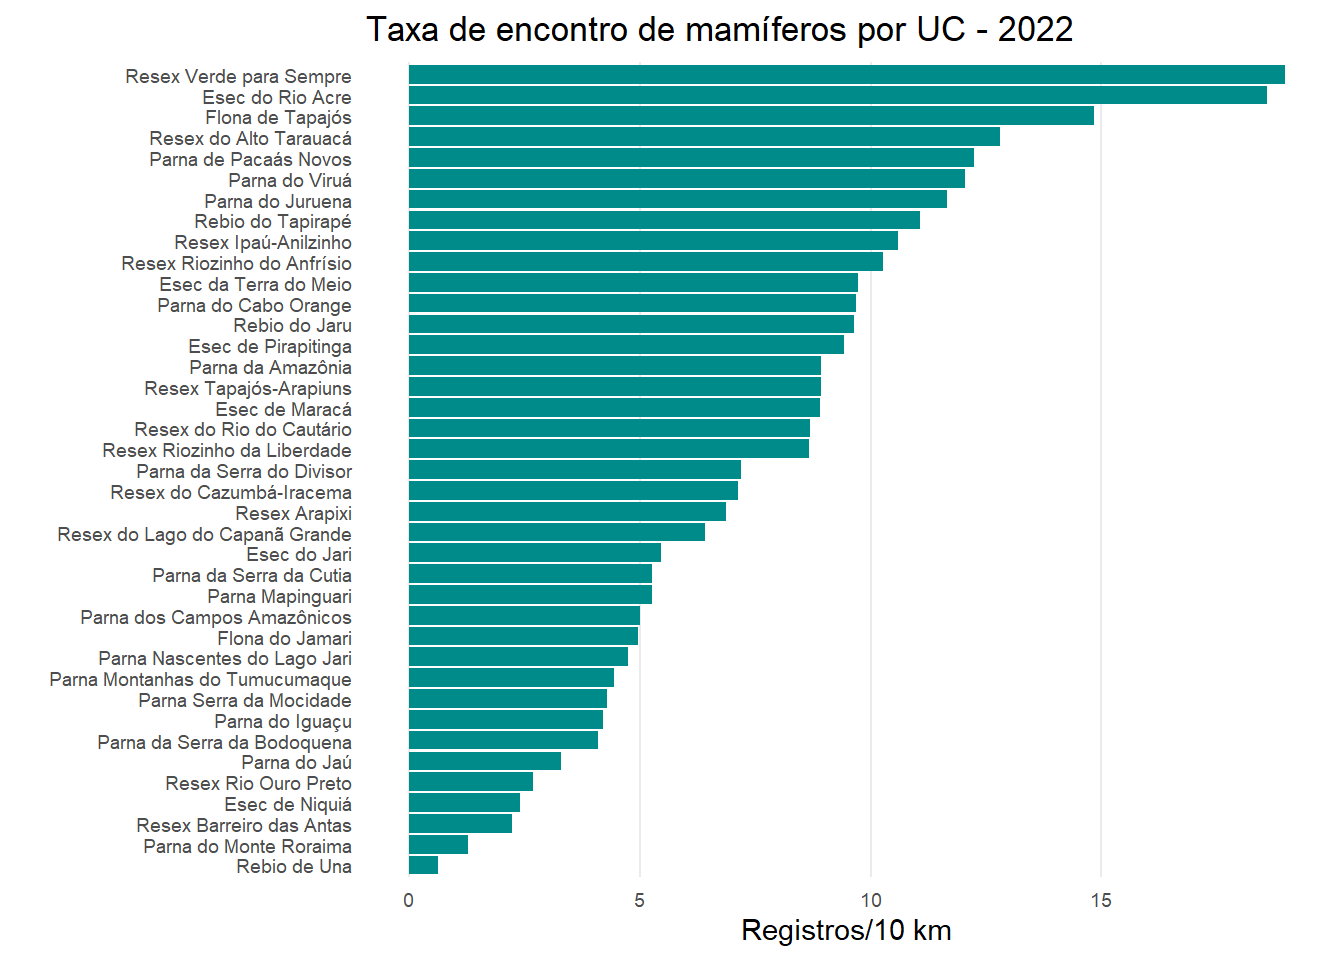 Taxa de encontro de mamíferos por UC - 2022
Resex Verde para Sempre
Esec do Rio Acre
Flona de Tapajós
Resex do Alto Tarauacá
Parna de Pacaás Novos
Parna do Viruá
Parna do Juruena
Rebio do Tapirapé
Resex Ipaú-Anilzinho
Resex Riozinho do Anfrísio
Esec da Terra do Meio
Parna do Cabo Orange
Rebio do Jaru
Esec de Pirapitinga
Parna da Amazônia
Resex Tapajós-Arapiuns
Esec de Maracá
Resex do Rio do Cautário
Resex Riozinho da Liberdade
Parna da Serra do Divisor
Resex do Cazumbá-Iracema
Resex Arapixi
Resex do Lago do Capanã Grande
Esec do Jari
Parna da Serra da Cutia
Parna Mapinguari
Parna dos Campos Amazônicos
Flona do Jamari
Parna Nascentes do Lago Jari
Parna Montanhas do Tumucumaque
Parna Serra da Mocidade
Parna do Iguaçu
Parna da Serra da Bodoquena
Parna do Jaú
Resex Rio Ouro Preto
Esec de Niquiá
Resex Barreiro das Antas
Parna do Monte Roraima
Rebio de Una
0 5 10 15
Registros/10 km